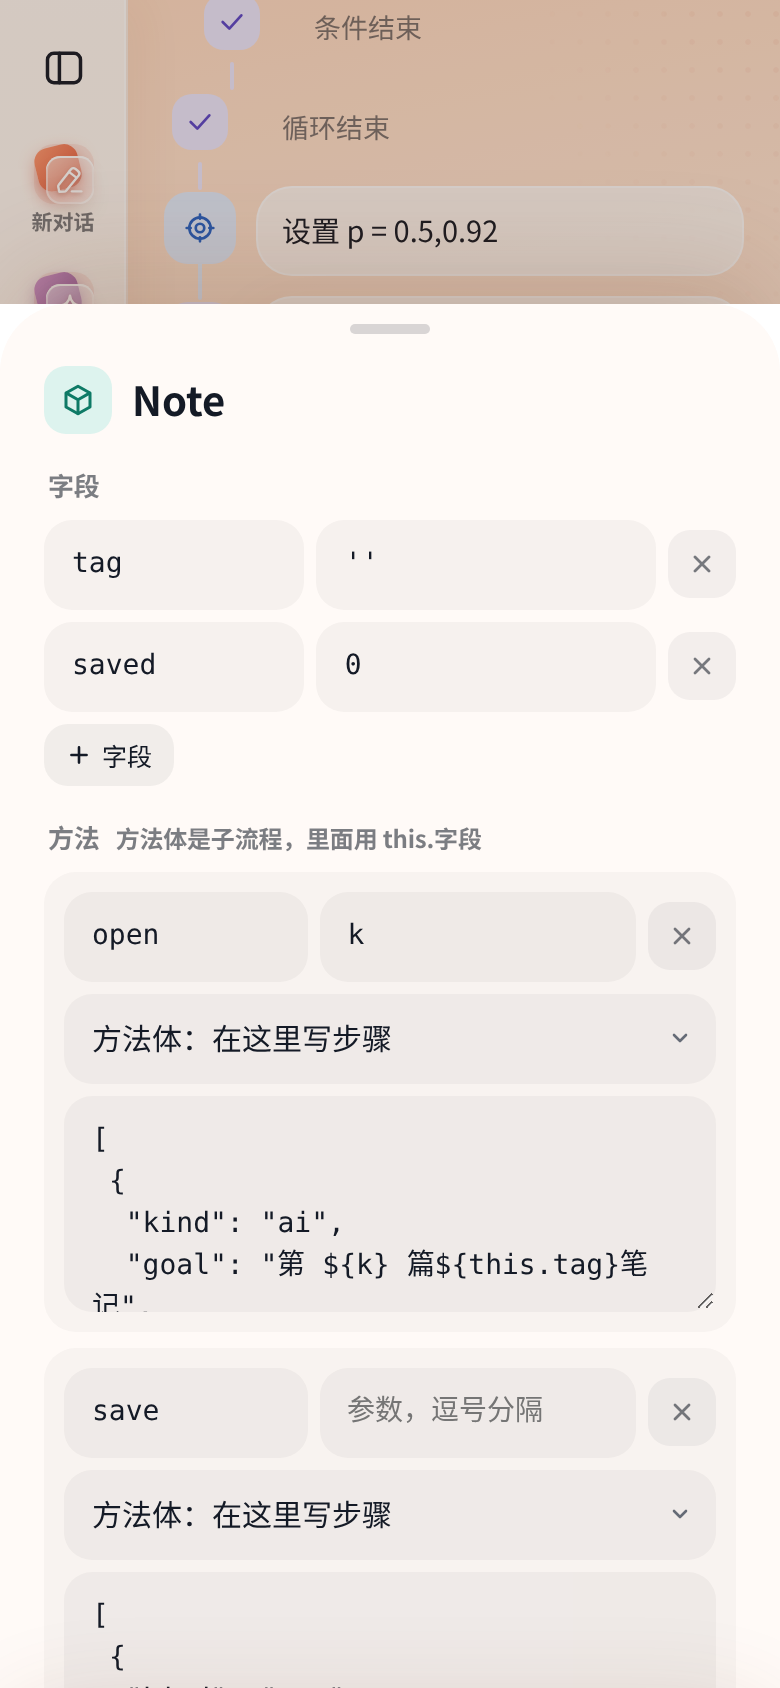 条件结束
循环结束
新对话
设置 p = 0.5,0.92
Note
字段
tag
''
saved
0
+ 字段
方法 方法体是子流程，里面用 this.字段
open
k
方法体：在这里写步骤
[
{
"kind": "ai",
"goal": "第 ${k} 篇${this.tag}笔
记",
save
参数，逗号分隔
方法体：在这里写步骤
[
{